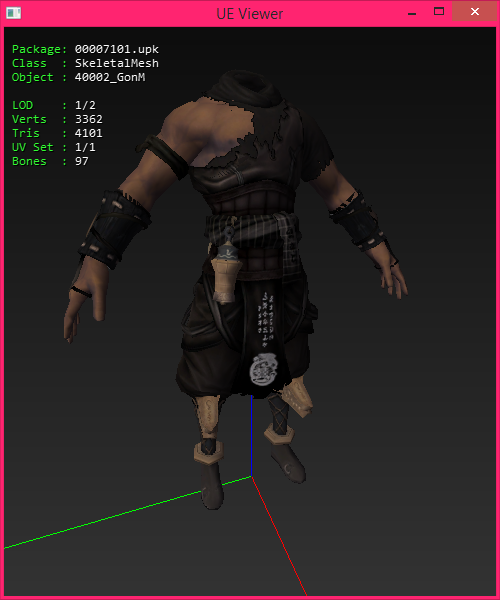 UE Viewer
Package: 00007101.upk
Class : SkeletalMesh
Object : 40002_GonM
LOD : 1/2
Verts : 3362
Tris : 4101
UV Set : 1/1
Bones : 97